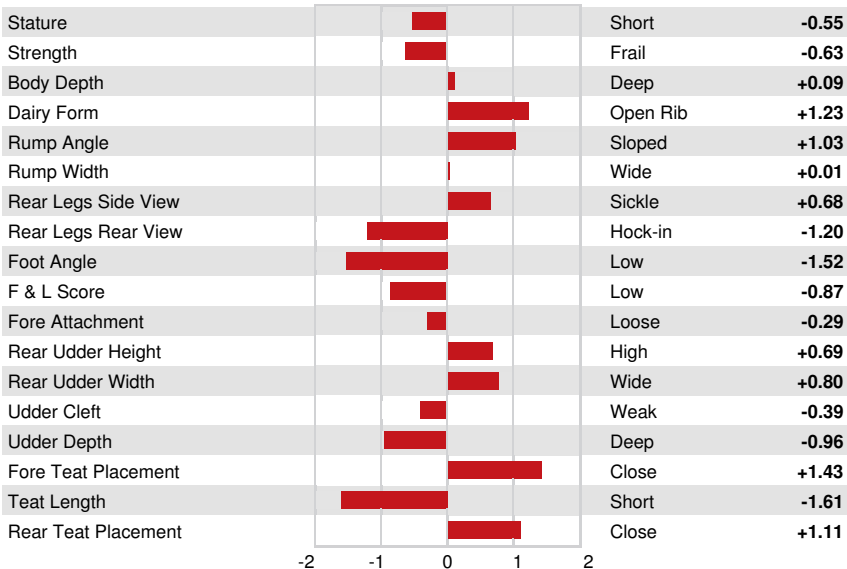 Stature Short -0.55
Strength Frail -0.63
Body Depth Deep +0.09
Dairy Form Open Rib +1.23
Rump Angle Sloped +1.03
Rump Width Wide +0.01
Rear Legs Side View Sickle +0.68
Rear Legs Rear View Hock-in -1.20
Foot Angle Low -1.52
F & L Score Low -0.87
Fore Attachment Loose -0.29
Rear Udder Height High +0.69
Rear Udder Width Wide +0.80
Udder Cleft Weak -0.39
Udder Depth Deep -0.96
Fore Teat Placement Close +1.43
Teat Length Short -1.61
Rear Teat Placement Close +1.11
-2 -1 0 1 2